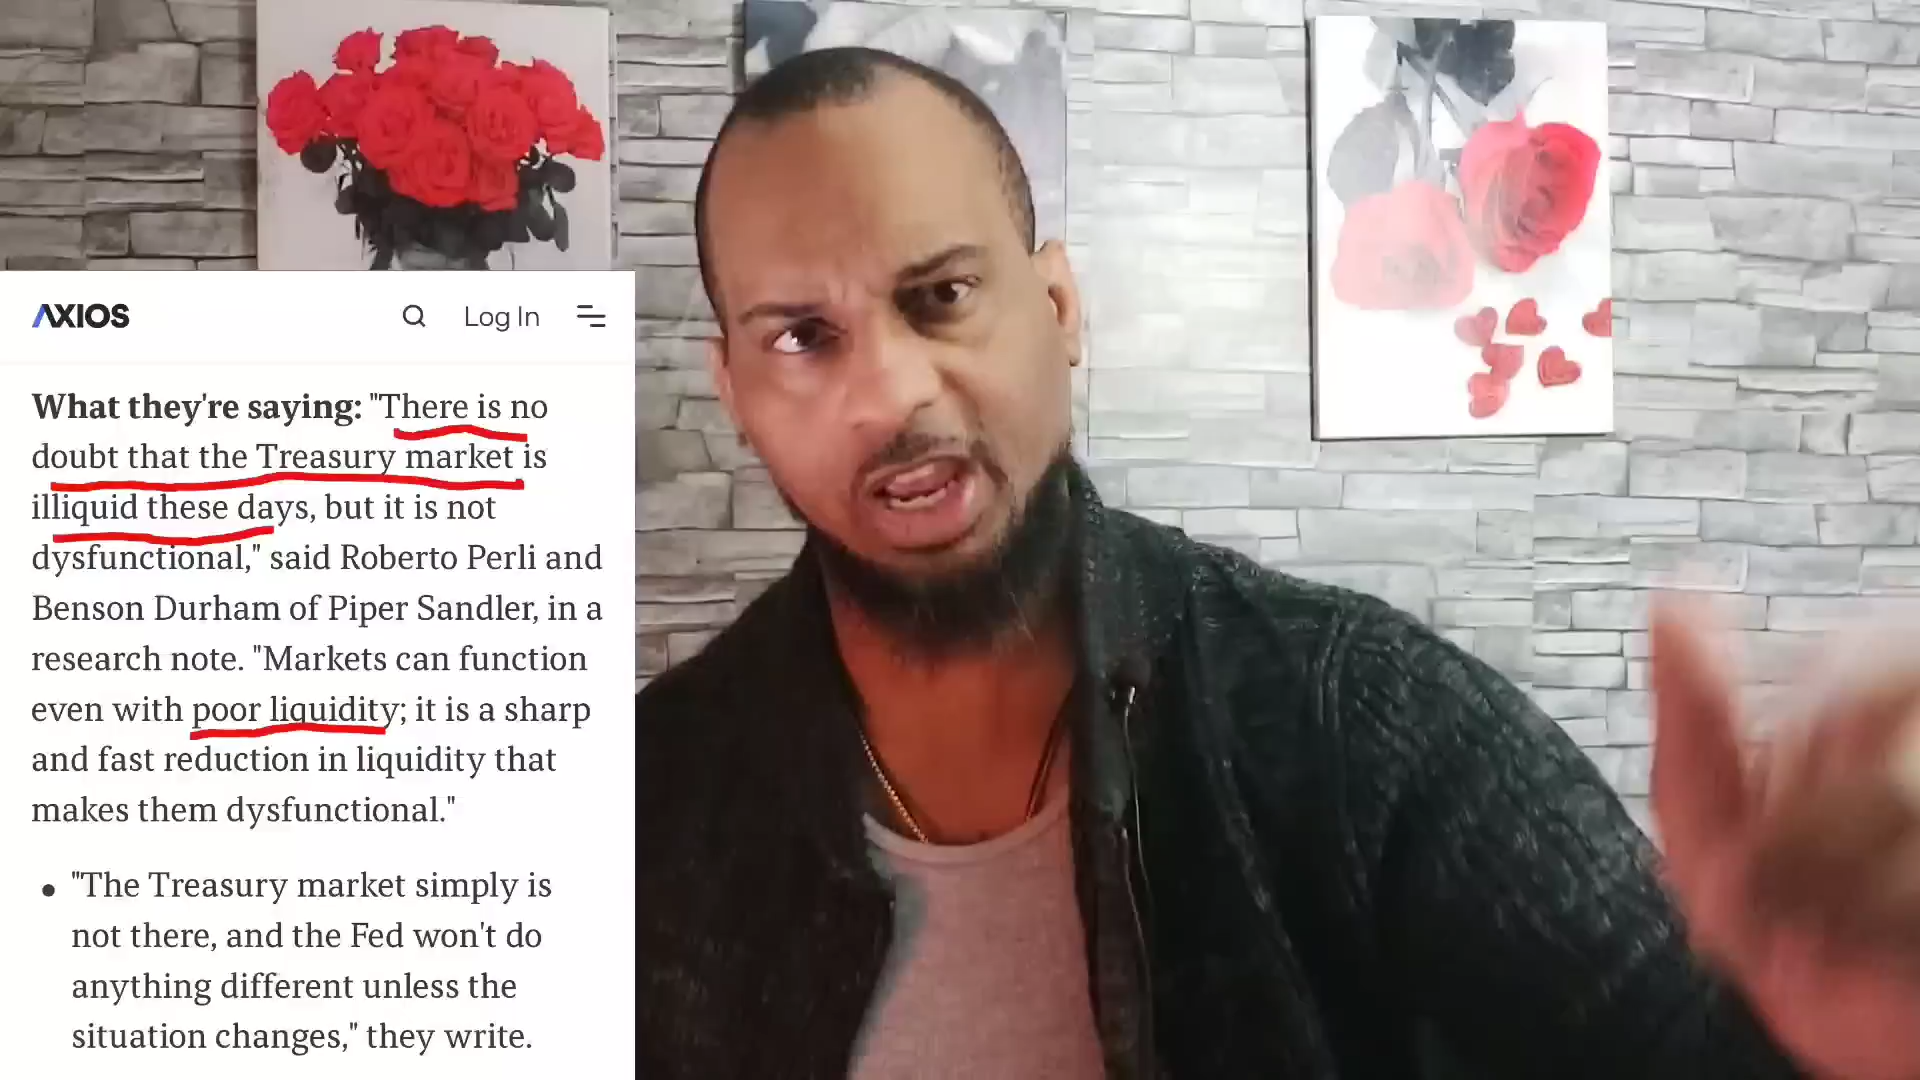 AXIOS
Log In
What they're saying: "There is no
doubt that the Treasury market is
illiquid these days, but it is not
dysfunctional," said Roberto Perli and
Benson Durham of Piper Sandler, in a
research note. "Markets can function
even with poor liquidity; it is a sharp
and fast reduction in liquidity that
makes them dysfunctional."
• "The Treasury market simply is
not there, and the Fed won't do
anything different unless the
situation changes," they write.